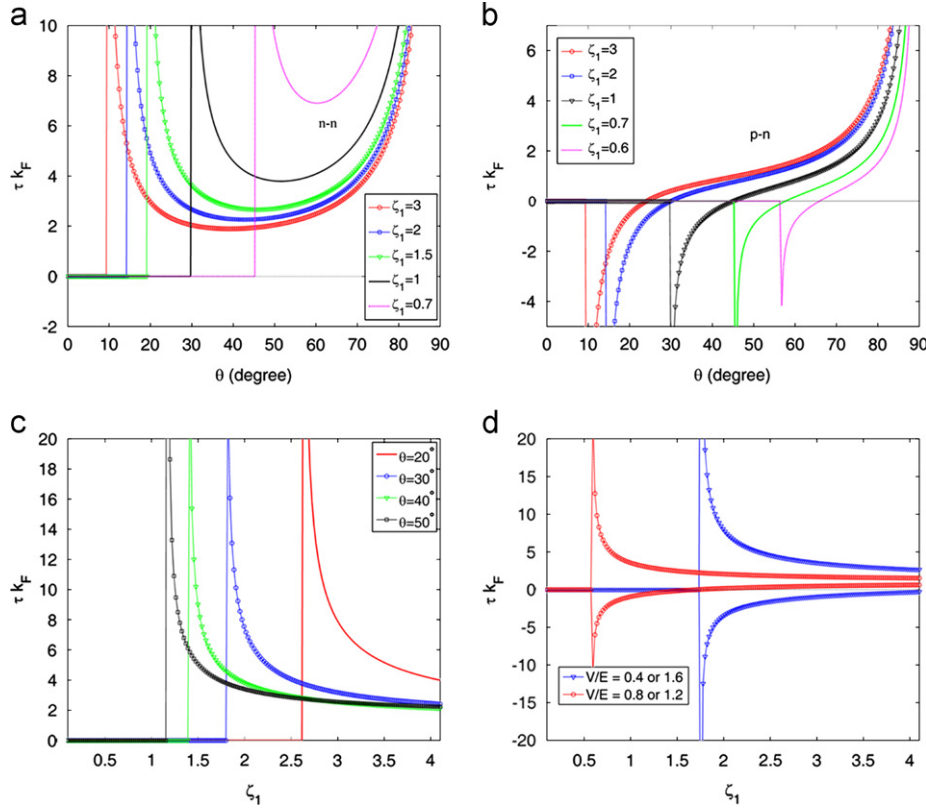 a
10
8
6
4
2
0
-2
τ k_F
n-n
ζ₁=3
ζ₁=2
ζ₁=1.5
ζ₁=1
ζ₁=0.7
0 10 20 30 40 50 60 70 80 90
θ (degree)
b
6
4
2
0
-2
-4
τ k_F
ζ₁=3
ζ₁=2
ζ₁=1
ζ₁=0.7
ζ₁=0.6
p-n
0 10 20 30 40 50 60 70 80 90
θ (degree)
c
20
18
16
14
12
10
8
6
4
2
0
τ k_F
θ=20°
θ=30°
θ=40°
θ=50°
0.5 1 1.5 2 2.5 3 3.5 4
ζ₁
d
20
15
10
5
0
-5
-10
-15
-20
τ k_F
V/E = 0.4 or 1.6
V/E = 0.8 or 1.2
0.5 1 1.5 2 2.5 3 3.5 4
ζ₁